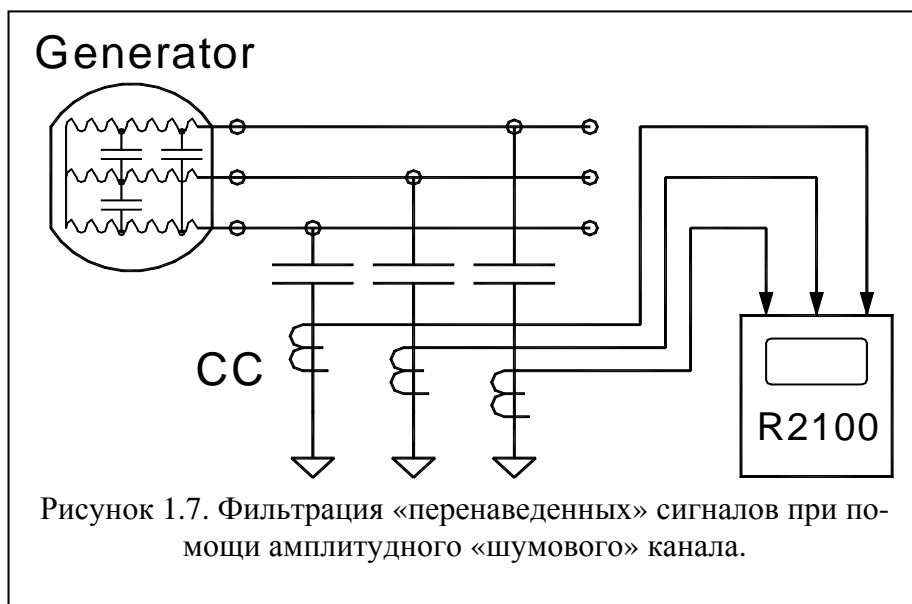 Generator
CC
R2100
Рисунок 1.7. Фильтрация «перенаведенных» сигналов при по-
мощи амплитудного «шумового» канала.